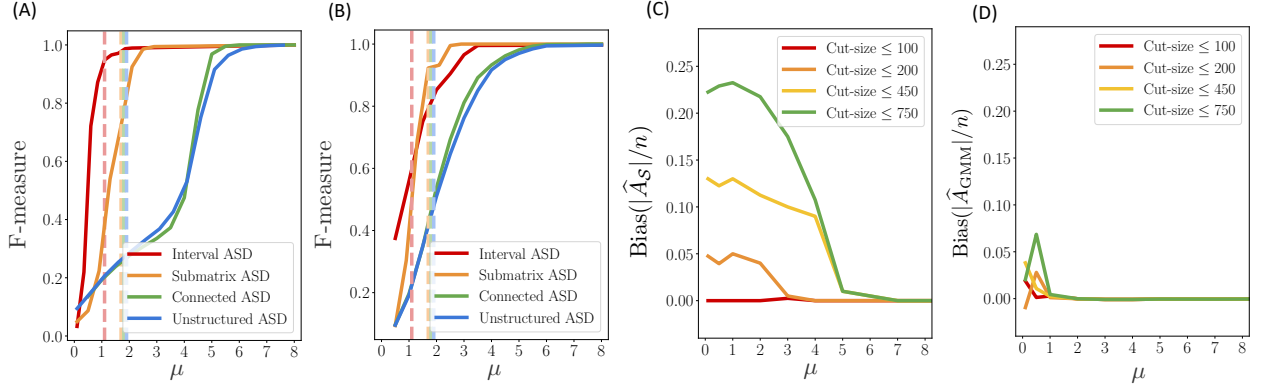 (A)
F-measure
1.0
0.8
0.6
0.4
0.2
0.0
0 1 2 3 4 5 6 7 8
μ
Interval ASD
Submatrix ASD
Connected ASD
Unstructured ASD
(B)
F-measure
1.0
0.8
0.6
0.4
0.2
0 1 2 3 4 5 6 7 8
μ
Interval ASD
Submatrix ASD
Connected ASD
Unstructured ASD
(C)
Bias(|Â_S|/n)
0.25
0.20
0.15
0.10
0.05
0.00
0 1 2 3 4 5 6 7 8
μ
Cut-size ≤ 100
Cut-size ≤ 200
Cut-size ≤ 450
Cut-size ≤ 750
(D)
Bias(|Â_GMM|/n)
0.25
0.20
0.15
0.10
0.05
0.00
0 1 2 3 4 5 6 7 8
μ
Cut-size ≤ 100
Cut-size ≤ 200
Cut-size ≤ 450
Cut-size ≤ 750